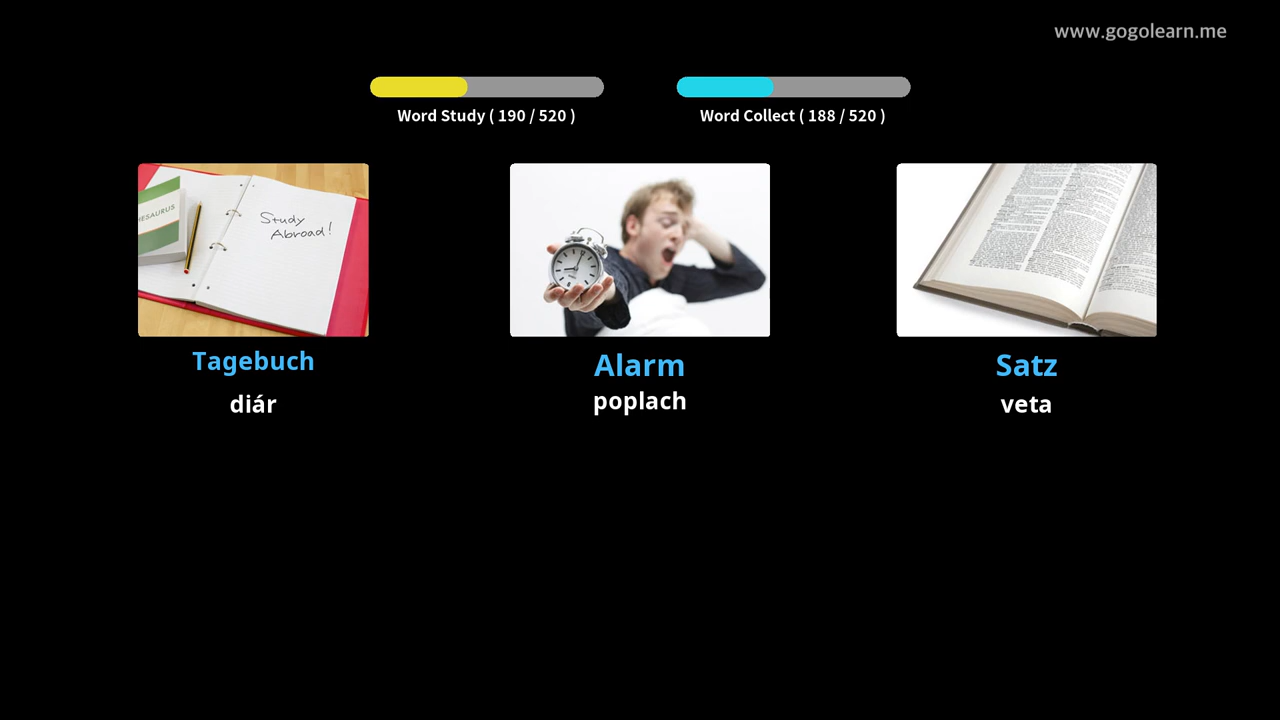 www.gogolearn.me
Word Study ( 190 / 520 )
Word Collect ( 188 / 520 )
HESAURUS
Study
Abroad!
Tagebuch
Alarm
Satz
diár
poplach
veta